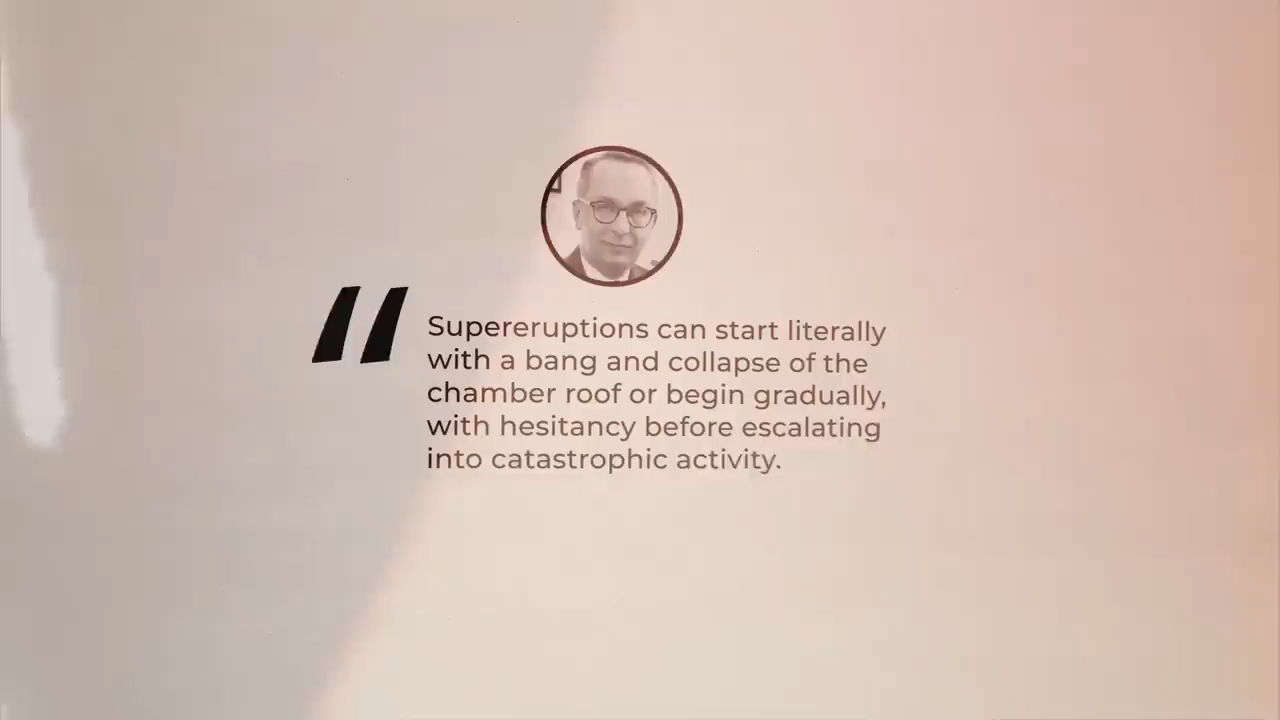 Supereruptions can start literally
with a bang and collapse of the
chamber roof or begin gradually,
with hesitancy before escalating
into catastrophic activity.